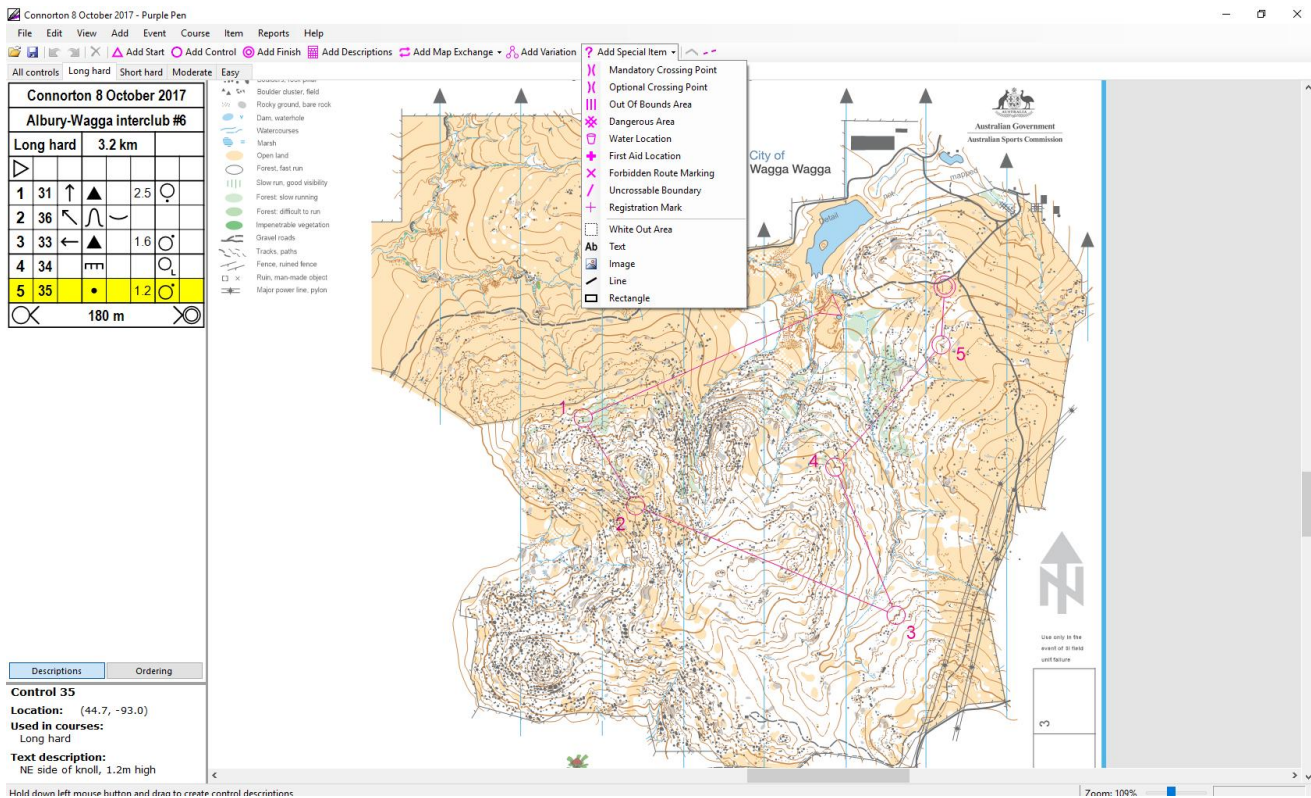 Connorton 8 October 2017 - Purple Pen
File Edit View Add Event Course Item Reports Help
Add Start Add Control Add Finish Add Descriptions Add Map Exchange Add Variation ? Add Special Item
All controls Long hard Short hard Moderate Easy
Connorton 8 October 2017
Albury-Wagga interclub #6
Long hard 3.2 km
1 31 2.5
2 36
3 33 1.6
4 34 L
5 35 1.2
180 m
Descriptions Ordering
Control 35
Location: (44.7, -93.0)
Used in courses:
Long hard
Text description:
NE side of knoll, 1.2m high
Boulder cluster, field
Rocky ground, bare rock
Dam, waterhole
Watercourses
Marsh
Open land
Forest, fast run
Slow run, good visibility
Forest: slow running
Forest: difficult to run
Impenetrable vegetation
Gravel roads
Tracks, paths
Fence, ruined fence
Ruin, man-made object
Major power line, pylon
Mandatory Crossing Point
Optional Crossing Point
Out Of Bounds Area
Dangerous Area
Water Location
First Aid Location
Forbidden Route Marking
Uncrossable Boundary
Registration Mark
White Out Area
Ab Text
Image
Line
Rectangle
City of
Wagga Wagga
Australian Government
Australian Sports Commission
Detail not mapped
1
2
3
4
5
N
Use only in the
event of SI field
unit failure
3
Hold down left mouse button and drag to create control descriptions
Zoom: 109%